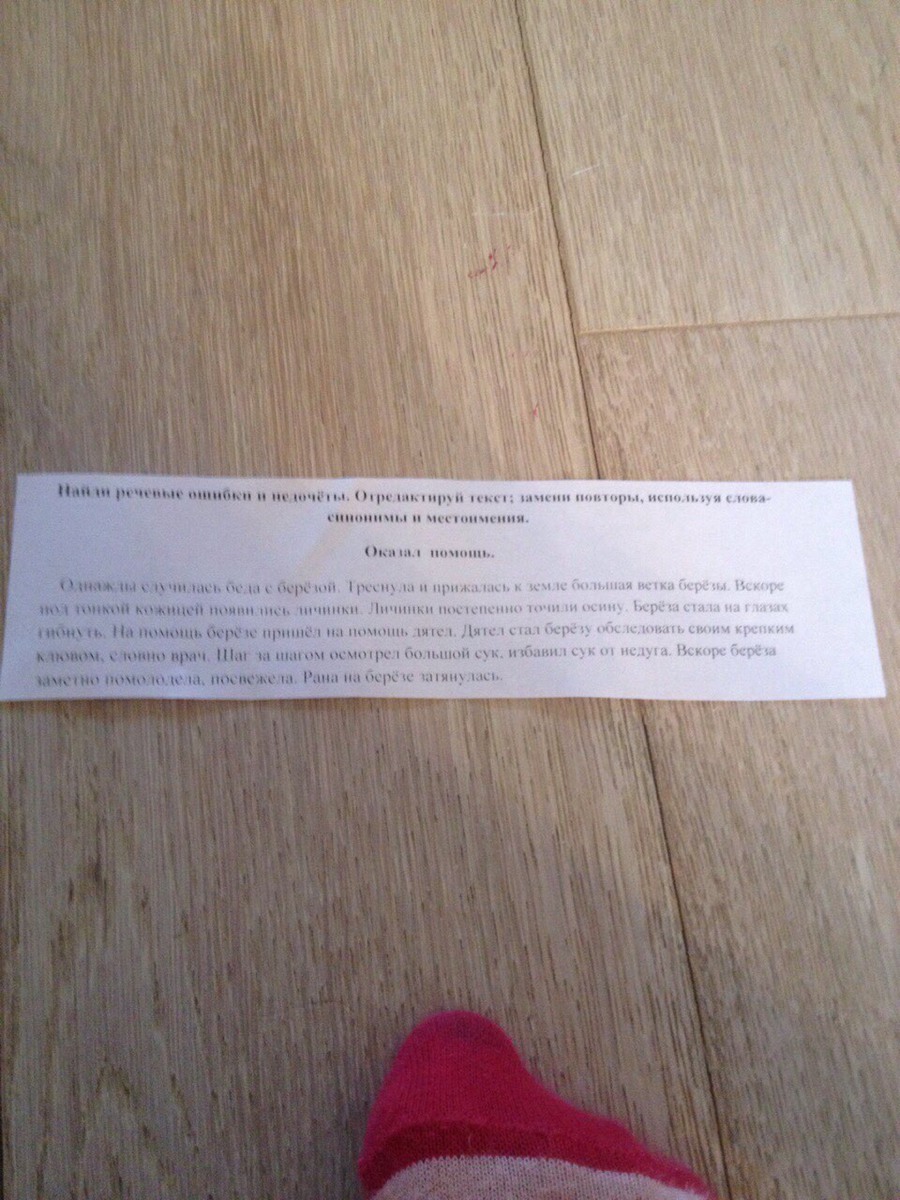 Найди речевые ошибки и недочёты. Отредактируй текст; замени повторы, используя слова-
синонимы и местоимения.
Оказал помощь.
Однажды случилась беда с берёзой. Треснула и прижалась к земле большая ветка берёзы. Вскоре
под тонкой кожицей появились личинки. Личинки постепенно точили осину. Берёза стала на глазах
гибнуть. На помощь берёзе пришёл на помощь дятел. Дятел стал берёзу обследовать своим крепким
клювом, словно врач. Шаг за шагом осмотрел большой сук, избавил сук от недуга. Вскоре берёза
заметно помолодела, посвежела. Рана на берёзе затянулась.